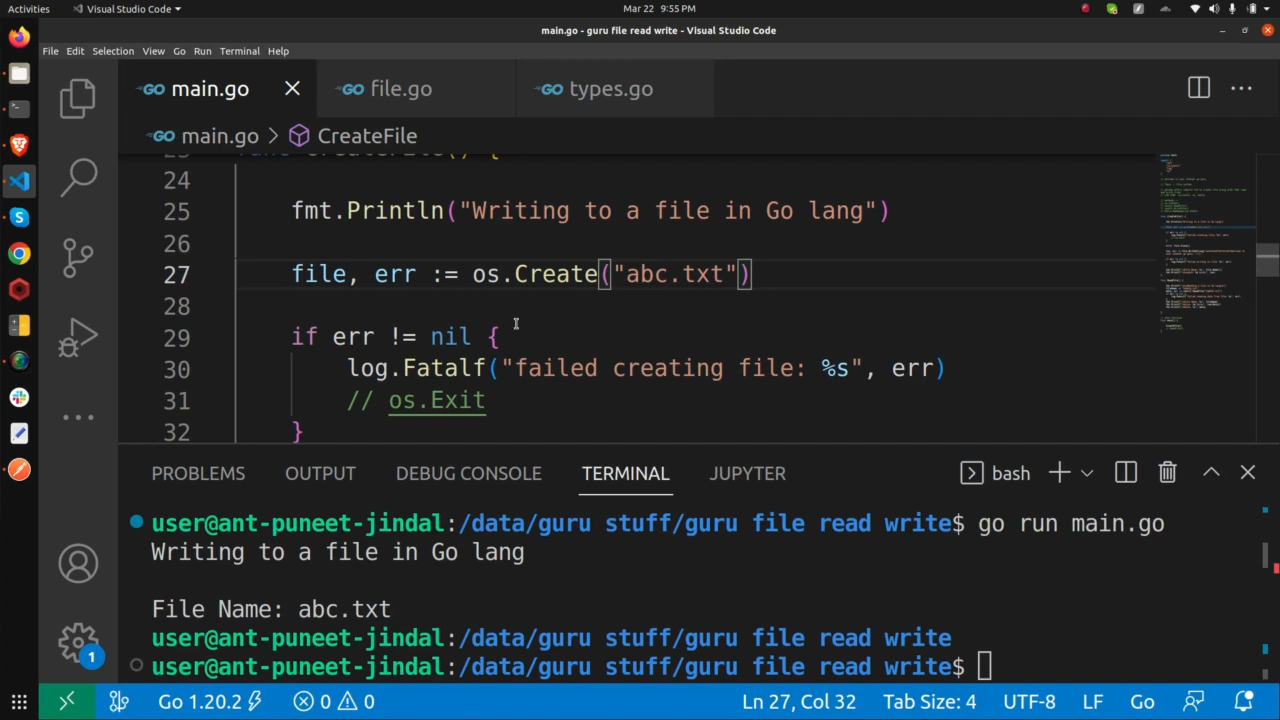 Activities Visual Studio Code Mar 22 9:55 PM
main.go - guru file read write - Visual Studio Code
File Edit Selection View Go Run Terminal Help
GO main.go GO file.go GO types.go
GO main.go > CreateFile
24
25 fmt.Println("Writing to a file in Go lang")
26
27 file, err := os.Create("abc.txt")
28
29 if err != nil {
30 log.Fatalf("failed creating file: %s", err)
31 // os.Exit
32 }
PROBLEMS OUTPUT DEBUG CONSOLE TERMINAL JUPYTER bash
user@ant-puneet-jindal:/data/guru stuff/guru file read write$ go run main.go
Writing to a file in Go lang
File Name: abc.txt
user@ant-puneet-jindal:/data/guru stuff/guru file read write
user@ant-puneet-jindal:/data/guru stuff/guru file read write$
1
Go 1.20.2 0 0 Ln 27, Col 32 Tab Size: 4 UTF-8 LF Go